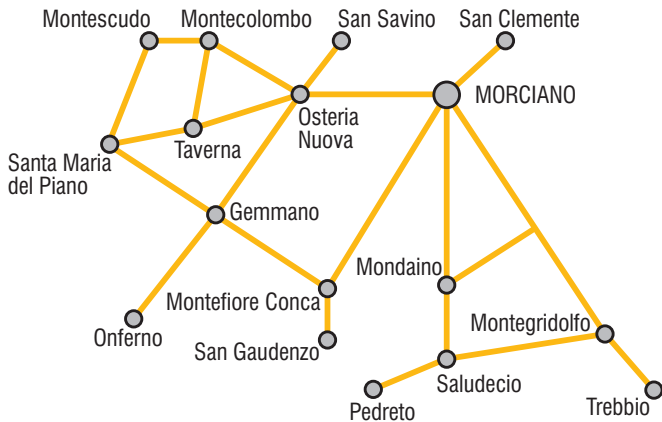 Montescudo
Montecolombo
San Savino
San Clemente
MORCIANO
Osteria
Nuova
Taverna
Santa Maria
del Piano
Gemmano
Mondaino
Montefiore Conca
Onferno
San Gaudenzo
Montegridolfo
Saludecio
Pedreto
Trebbio